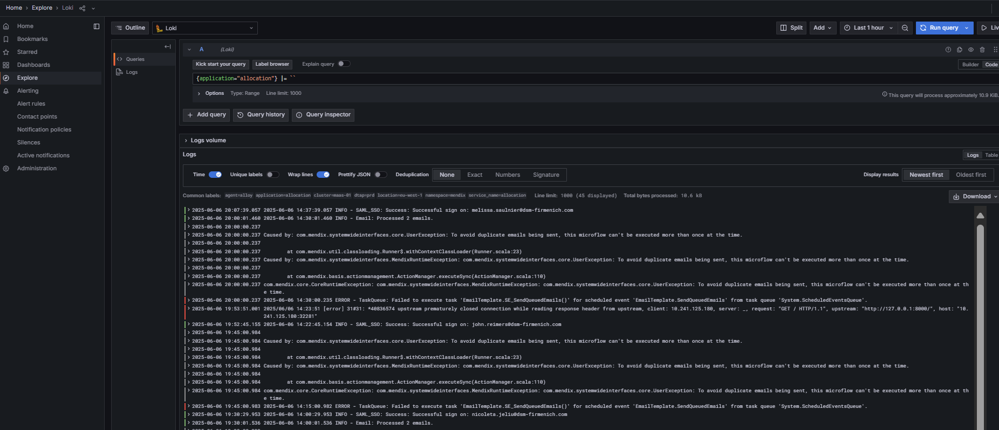 Home › Explore › Loki
Home
Bookmarks
Starred
Dashboards
Explore
Alerting
Alert rules
Contact points
Notification policies
Silences
Active notifications
Administration
Outline
Loki
Split
Add
Last 1 hour
Run query
Liv
Queries
Logs
A (Loki)
Kick start your query
Label browser
Explain query
Builder
Code
{application="allocation"} |= ``
Options Type: Range Line limit: 1000
This query will process approximately 10.9 KiB.
Add query
Query history
Query inspector
Logs volume
Logs
Logs
Table
Time
Unique labels
Wrap lines
Prettify JSON
Deduplication
None
Exact
Numbers
Signature
Display results
Newest first
Oldest first
Common labels: agent=alloy application=allocation cluster=maas-01 dtap=prd location=eu-west-1 namespace=mendix service_name=allocation Line limit: 1000 (45 displayed) Total bytes processed: 10.6 kB
Download
2025-06-06 20:07:39.057 2025-06-06 14:37:39.057 INFO - SAML_SSO: Success: Successful sign on: melissa.saulnier@dsm-firmenich.com
2025-06-06 20:00:01.460 2025-06-06 14:30:01.460 INFO - Email: Processed 2 emails.
2025-06-06 20:00:00.237
2025-06-06 20:00:00.237 Caused by: com.mendix.systemwideinterfaces.core.UserException: To avoid duplicate emails being sent, this microflow can't be executed more than once at the time.
2025-06-06 20:00:00.237
2025-06-06 20:00:00.237 at com.mendix.util.classloading.Runner$.withContextClassLoader(Runner.scala:23)
2025-06-06 20:00:00.237 Caused by: com.mendix.systemwideinterfaces.MendixRuntimeException: com.mendix.systemwideinterfaces.core.UserException: To avoid duplicate emails being sent, this microflow can't be executed more than once at the time.
2025-06-06 20:00:00.237
2025-06-06 20:00:00.237 at com.mendix.basis.actionmanagement.ActionManager.executeSync(ActionManager.scala:110)
2025-06-06 20:00:00.237 com.mendix.core.CoreRuntimeException: com.mendix.systemwideinterfaces.MendixRuntimeException: com.mendix.systemwideinterfaces.core.UserException: To avoid duplicate emails being sent, this microflow can't be executed more than once at th
e time.
2025-06-06 20:00:00.237 2025-06-06 14:30:00.235 ERROR - TaskQueue: Failed to execute task 'EmailTemplate.SE_SendQueuedEmails()' for scheduled event 'EmailTemplate.SendQueuedEmails' from task queue 'System.ScheduledEventsQueue'.
2025-06-06 19:53:51.001 2025/06/06 14:23:51 [error] 31#31: *40836574 upstream prematurely closed connection while reading response header from upstream, client: 10.241.125.180, server: _, request: "GET / HTTP/1.1", upstream: "http://127.0.0.1:8000/", host: "10.
241.125.180:32281"
2025-06-06 19:52:45.155 2025-06-06 14:22:45.154 INFO - SAML_SSO: Success: Successful sign on: john.reimers@dsm-firmenich.com
2025-06-06 19:45:00.984
2025-06-06 19:45:00.984 Caused by: com.mendix.systemwideinterfaces.core.UserException: To avoid duplicate emails being sent, this microflow can't be executed more than once at the time.
2025-06-06 19:45:00.984
2025-06-06 19:45:00.984 at com.mendix.util.classloading.Runner$.withContextClassLoader(Runner.scala:23)
2025-06-06 19:45:00.984 Caused by: com.mendix.systemwideinterfaces.MendixRuntimeException: com.mendix.systemwideinterfaces.core.UserException: To avoid duplicate emails being sent, this microflow can't be executed more than once at the time.
2025-06-06 19:45:00.984
2025-06-06 19:45:00.984 at com.mendix.basis.actionmanagement.ActionManager.executeSync(ActionManager.scala:110)
2025-06-06 19:45:00.984 com.mendix.core.CoreRuntimeException: com.mendix.systemwideinterfaces.MendixRuntimeException: com.mendix.systemwideinterfaces.core.UserException: To avoid duplicate emails being sent, this microflow can't be executed more than once at th
e time.
2025-06-06 19:45:00.983 2025-06-06 14:15:00.982 ERROR - TaskQueue: Failed to execute task 'EmailTemplate.SE_SendQueuedEmails()' for scheduled event 'EmailTemplate.SendQueuedEmails' from task queue 'System.ScheduledEventsQueue'.
2025-06-06 19:30:29.953 2025-06-06 14:00:29.953 INFO - SAML_SSO: Success: Successful sign on: nicoleta.jeliu@dsm-firmenich.com
2025-06-06 19:30:01.536 2025-06-06 14:00:01.536 INFO - Email: Processed 2 emails.